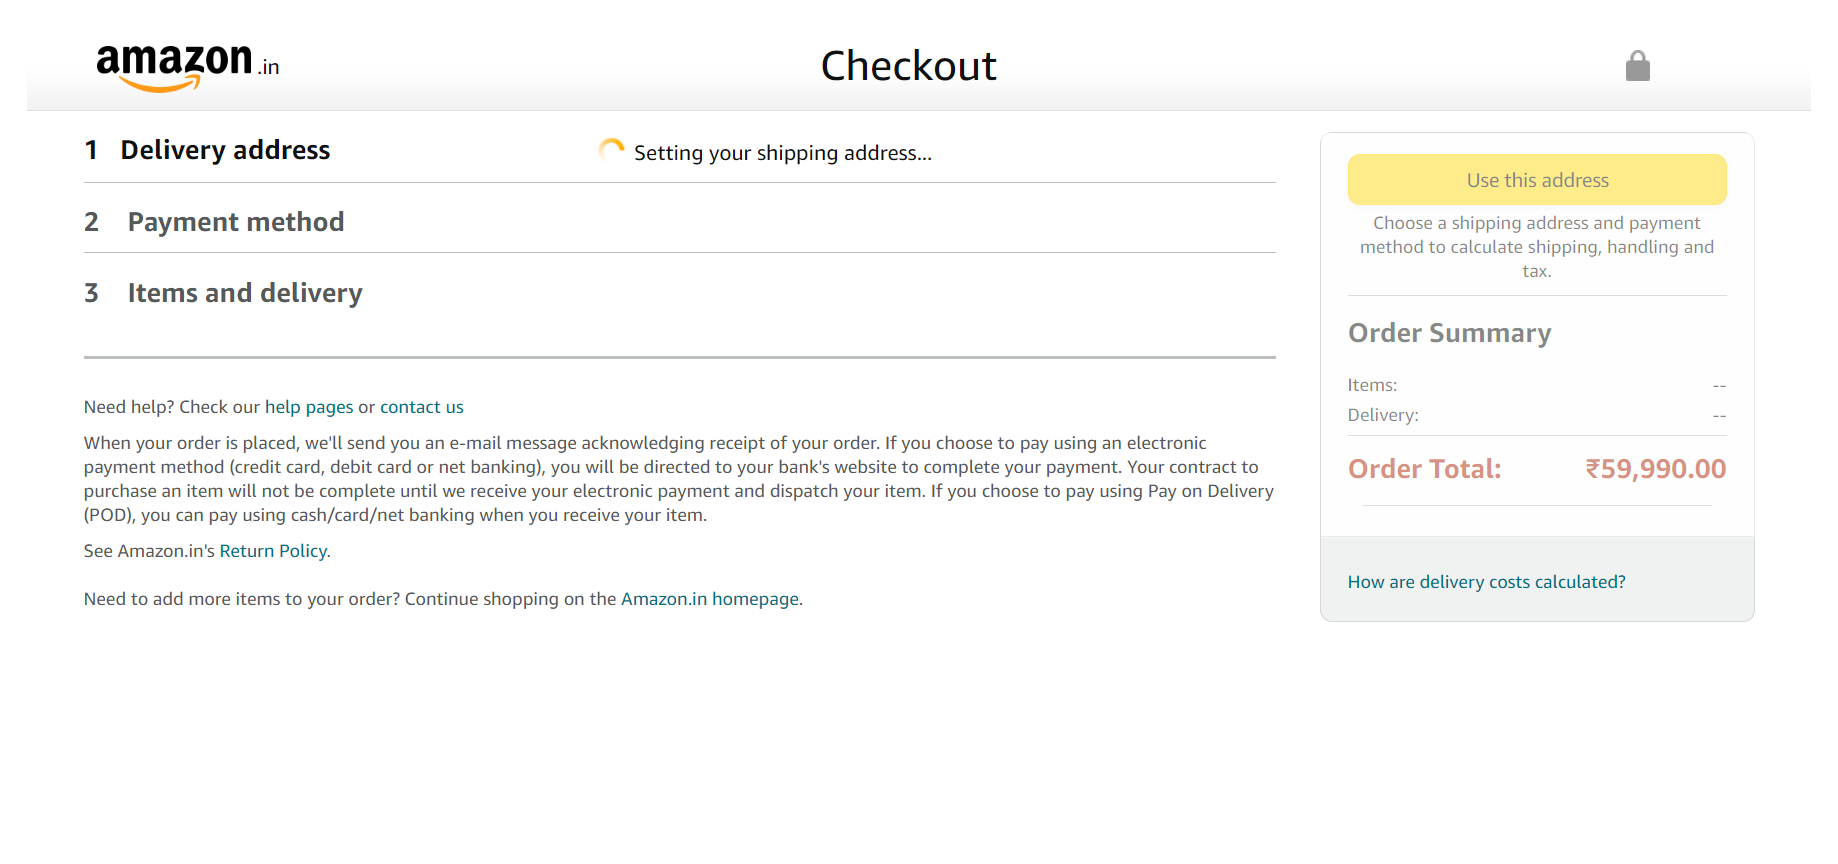 amazon.in
Checkout
1 Delivery address
Setting your shipping address...
2 Payment method
3 Items and delivery
Need help? Check our help pages or contact us
When your order is placed, we'll send you an e-mail message acknowledging receipt of your order. If you choose to pay using an electronic
payment method (credit card, debit card or net banking), you will be directed to your bank's website to complete your payment. Your contract to
purchase an item will not be complete until we receive your electronic payment and dispatch your item. If you choose to pay using Pay on Delivery
(POD), you can pay using cash/card/net banking when you receive your item.
See Amazon.in's Return Policy.
Need to add more items to your order? Continue shopping on the Amazon.in homepage.
Use this address
Choose a shipping address and payment
method to calculate shipping, handling and
tax.
Order Summary
Items: --
Delivery: --
Order Total: ₹59,990.00
How are delivery costs calculated?